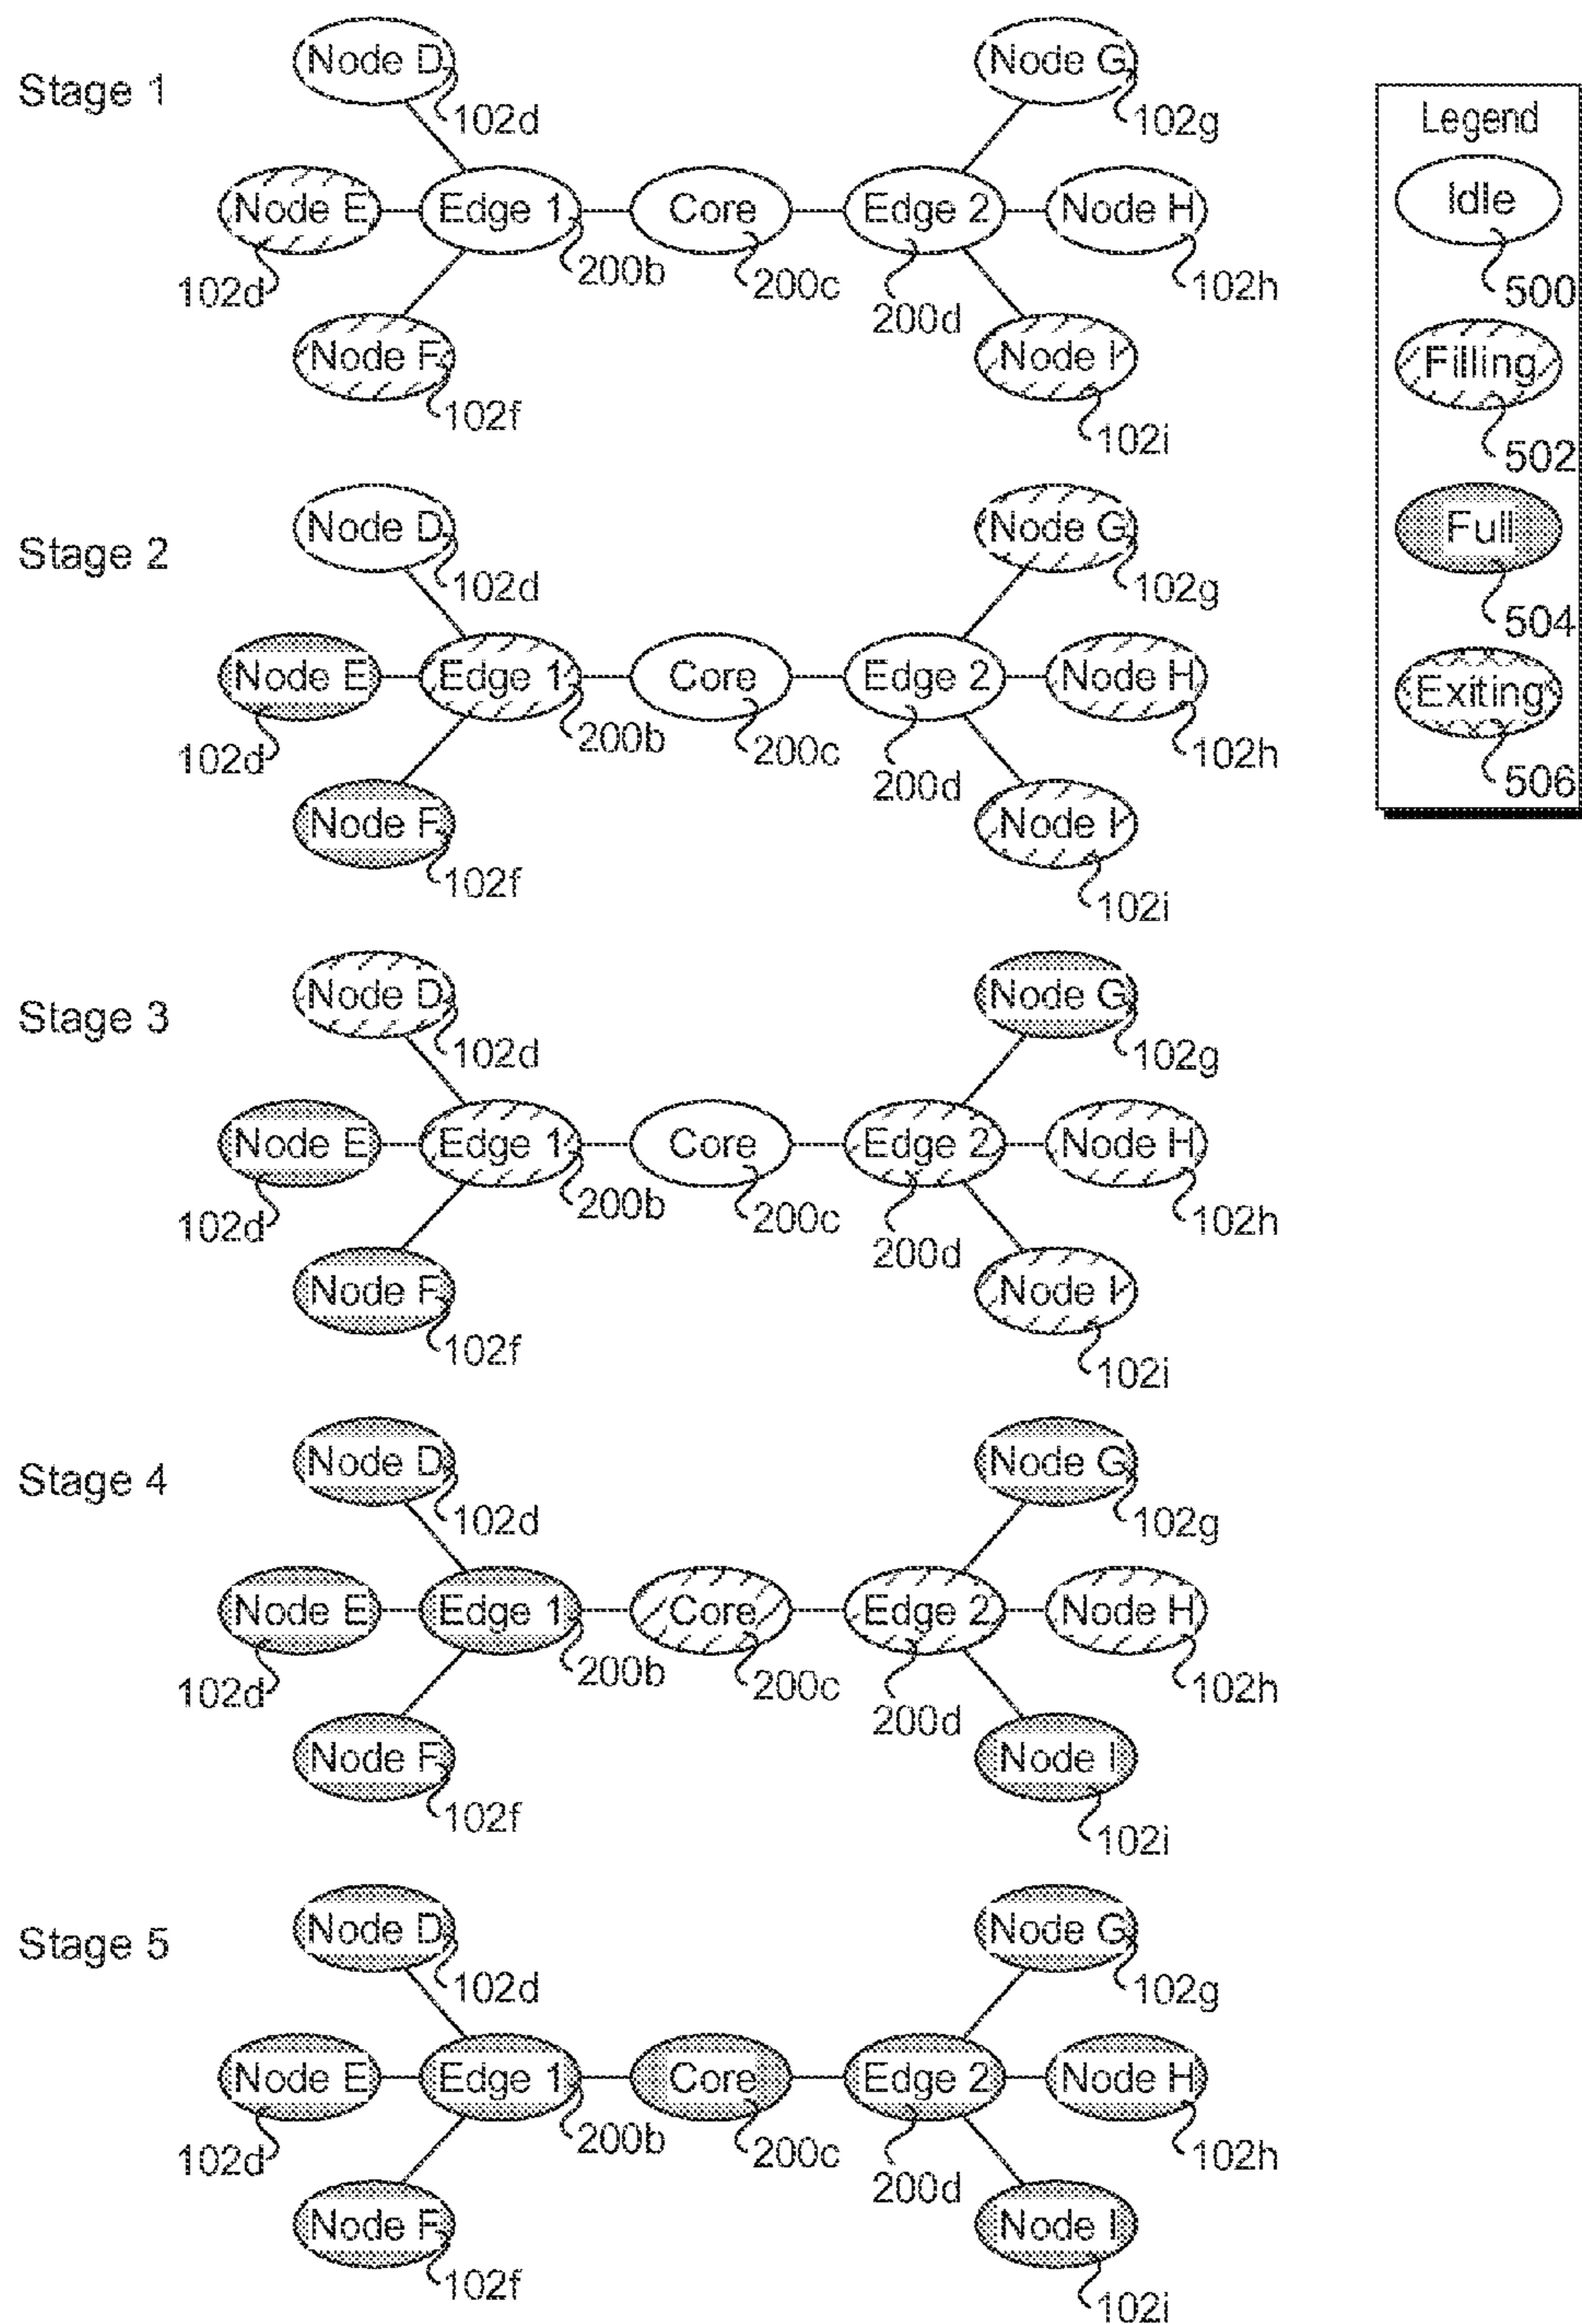 Stage 1
Node D
102d
Node G
102g
Node E
102d
Edge 1
200b
Core
200c
Edge 2
200d
Node H
102h
Node F
102f
Node I
102i
Legend
Idle
500
Filling
502
Full
504
Exiting
506
Stage 2
Node D
102d
Node G
102g
Node E
102d
Edge 1
200b
Core
200c
Edge 2
200d
Node H
102h
Node F
102f
Node I
102i
Stage 3
Node D
102d
Node G
102g
Node E
102d
Edge 1
200b
Core
200c
Edge 2
200d
Node H
102h
Node F
102f
Node I
102i
Stage 4
Node D
102d
Node G
102g
Node E
102d
Edge 1
200b
Core
200c
Edge 2
200d
Node H
102h
Node F
102f
Node I
102i
Stage 5
Node D
102d
Node G
102g
Node E
102d
Edge 1
200b
Core
200c
Edge 2
200d
Node H
102h
Node F
102f
Node I
102i